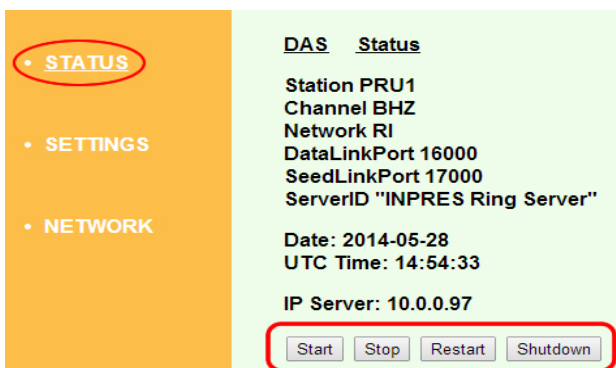 • STATUS
• SETTINGS
• NETWORK
DAS Status
Station PRU1
Channel BHZ
Network RI
DataLinkPort 16000
SeedLinkPort 17000
ServerID "INPRES Ring Server"
Date: 2014-05-28
UTC Time: 14:54:33
IP Server: 10.0.0.97
Start Stop Restart Shutdown